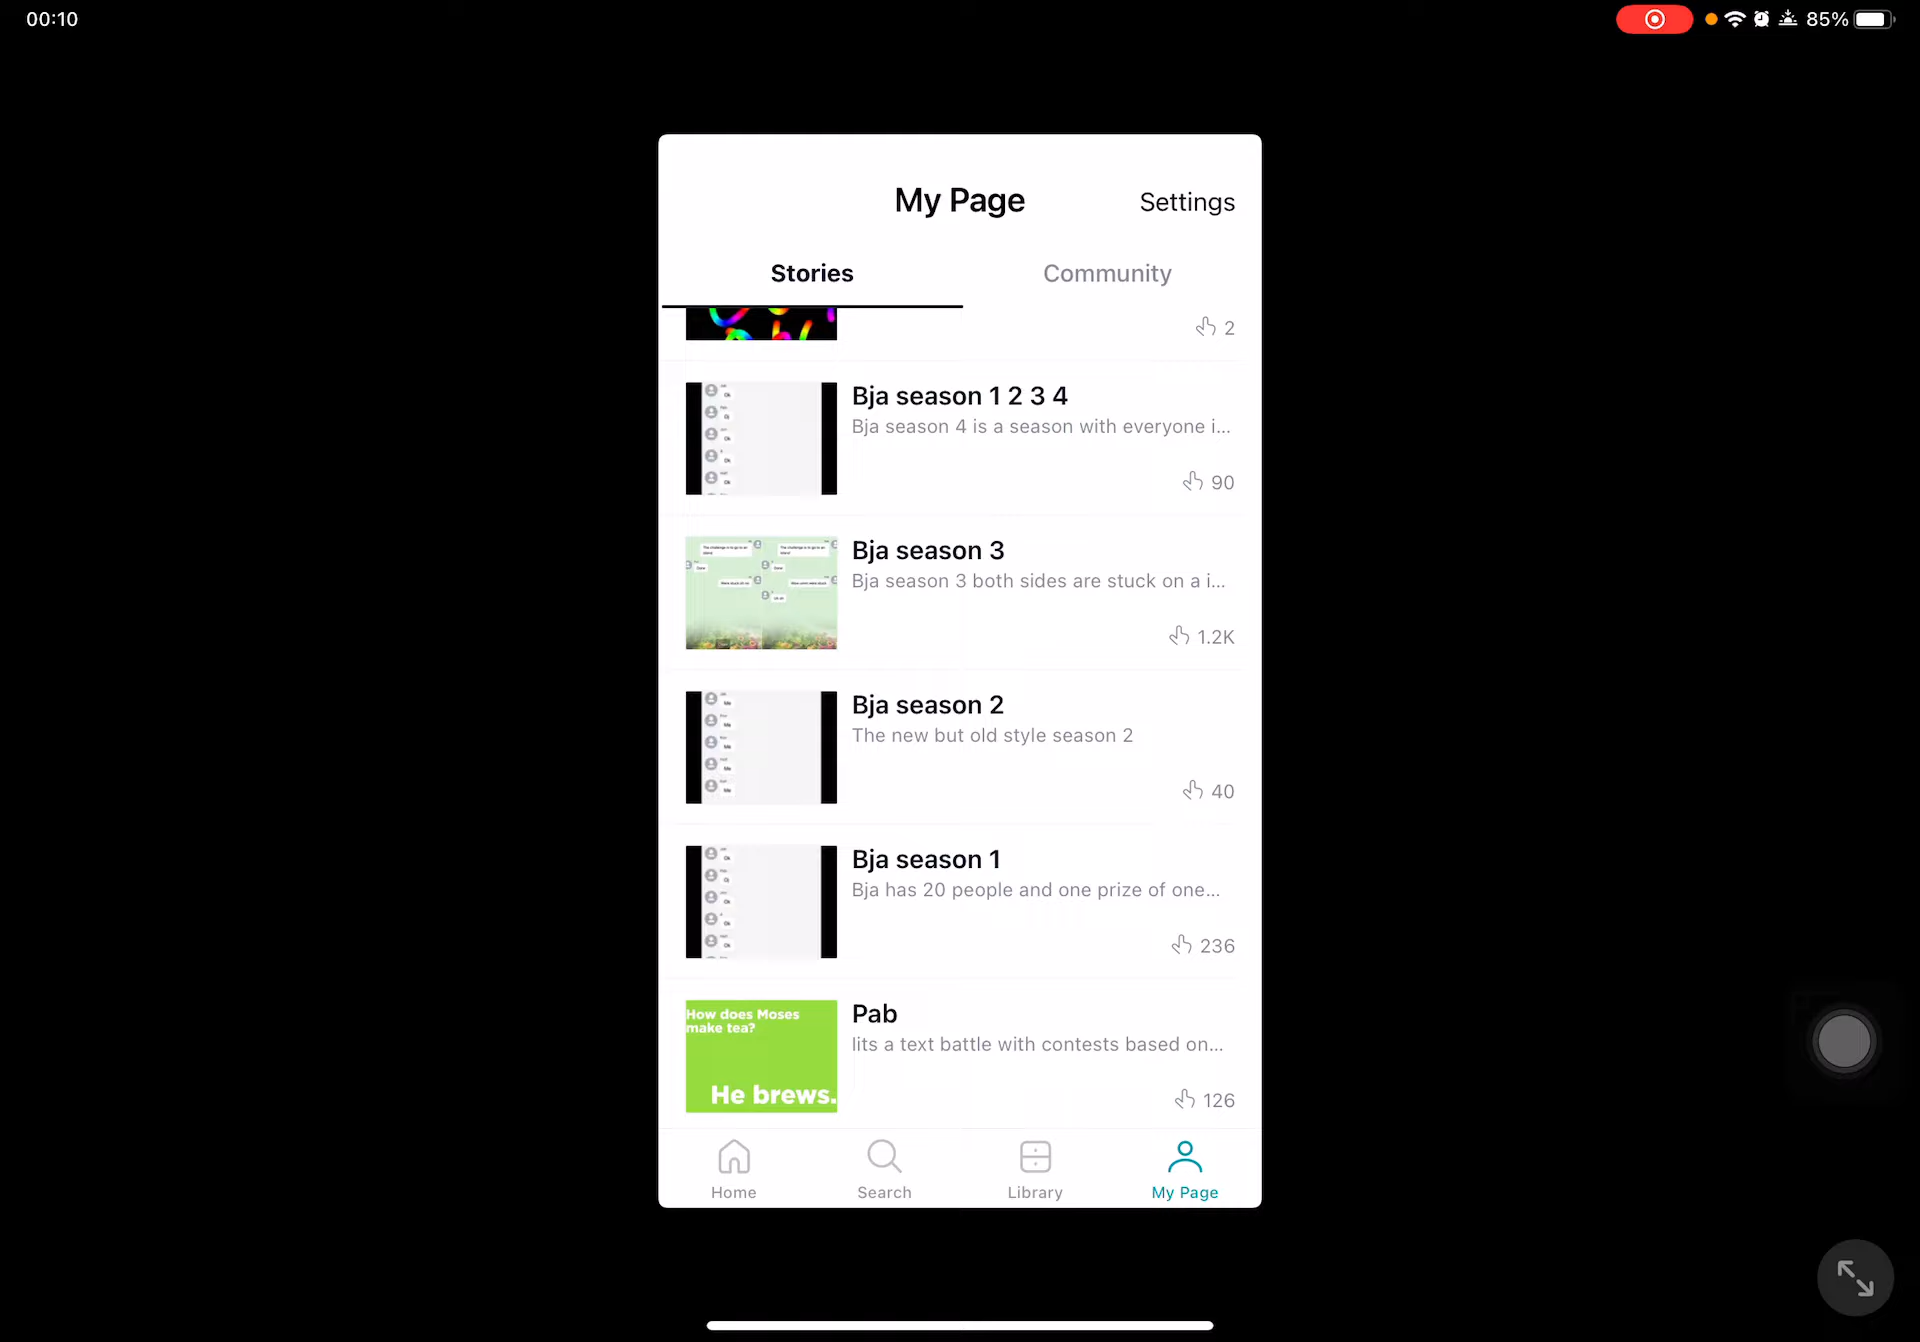 00:10
85%
My Page
Settings
Stories
Community
2
Bja season 1 2 3 4
Bja season 4 is a season with everyone i...
90
Bja season 3
Bja season 3 both sides are stuck on a i...
1.2K
Bja season 2
The new but old style season 2
40
Bja season 1
Bja has 20 people and one prize of one...
236
How does Moses
make tea?
He brews.
Pab
Iits a text battle with contests based on...
126
Home
Search
Library
My Page